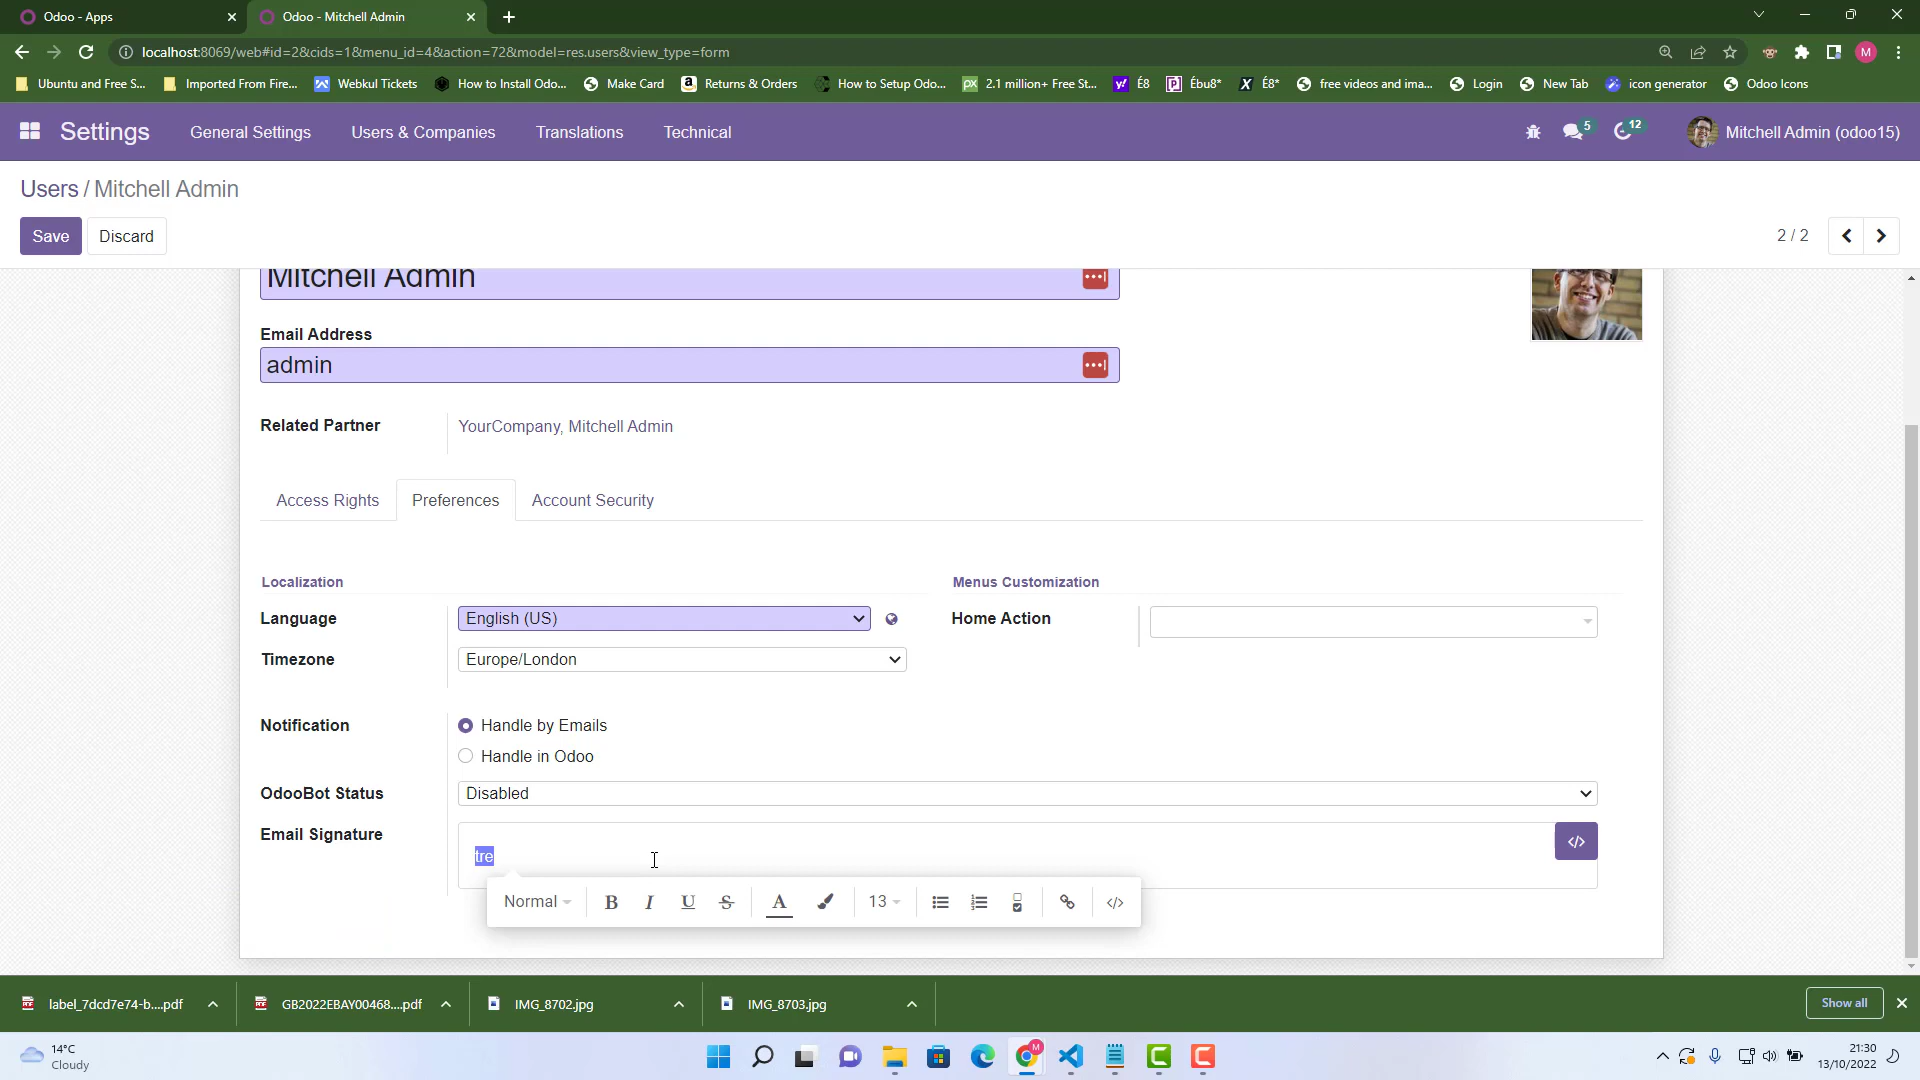 Odoo - Apps
Odoo - Mitchell Admin
localhost:8069/web#id=2&cids=1&menu_id=4&action=72&model=res.users&view_type=form
M
Ubuntu and Free S...
Imported From Fire...
Webkul Tickets
How to Install Odo...
Make Card
Returns & Orders
How to Setup Odo...
2.1 million+ Free St...
É8
Ébu8*
É8*
free videos and ima...
Login
New Tab
icon generator
Odoo Icons
Settings
General Settings
Users & Companies
Translations
Technical
5
12
Mitchell Admin (odoo15)
Users / Mitchell Admin
Save
Discard
2 / 2
Mitchell Admin
Email Address
admin
Related Partner
YourCompany, Mitchell Admin
Access Rights
Preferences
Account Security
Localization
Menus Customization
Language
English (US)
Home Action
Timezone
Europe/London
Notification
Handle by Emails
Handle in Odoo
OdooBot Status
Disabled
Email Signature
tre
Normal
B
I
U
S
A
13
label_7dcd7e74-b....pdf
GB2022EBAY00468....pdf
IMG_8702.jpg
IMG_8703.jpg
Show all
14°C
Cloudy
21:30
13/10/2022